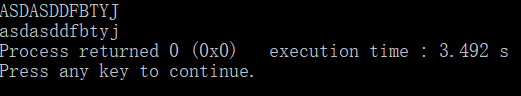 ASDASDDFBTYJ
asdasddfbtyj
Process returned 0 (0x0)   execution time : 3.492 s
Press any key to continue.